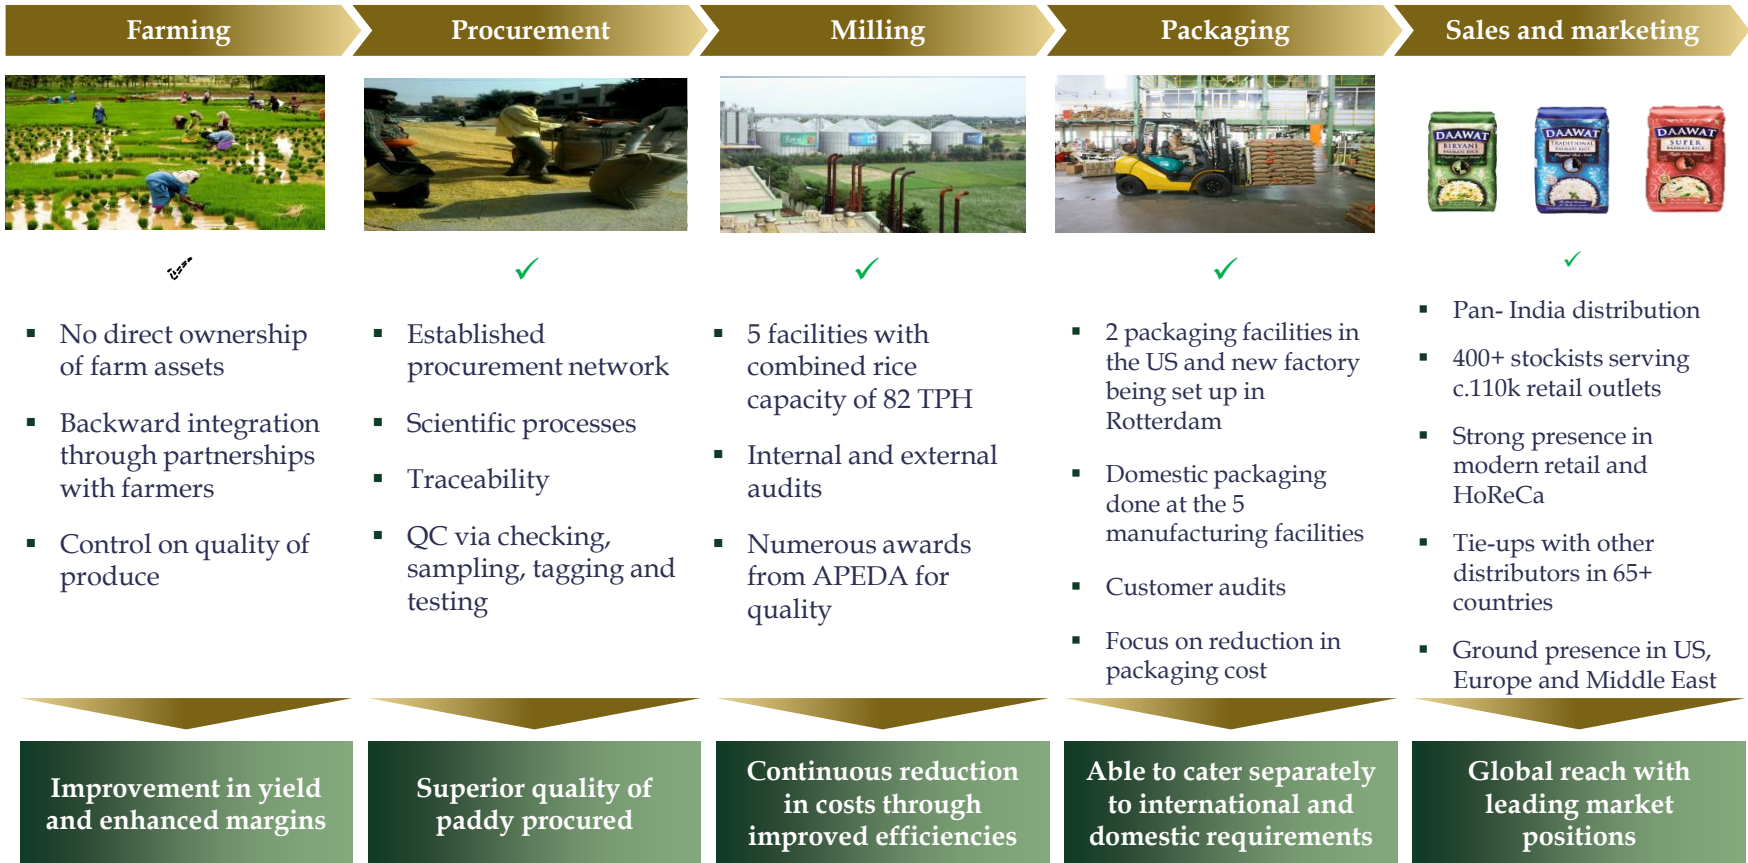 Farming
Procurement
Milling
Packaging
Sales and marketing
DAAWAT
BIRYANI
BASMATI RICE
DAAWAT
TRADITIONAL
BASMATI RICE
DAAWAT
SUPER
BASMATI RICE
No direct ownership
of farm assets
Backward integration
through partnerships
with farmers
Control on quality of
produce
Established
procurement network
Scientific processes
Traceability
QC via checking,
sampling, tagging and
testing
5 facilities with
combined rice
capacity of 82 TPH
Internal and external
audits
Numerous awards
from APEDA for
quality
2 packaging facilities in
the US and new factory
being set up in
Rotterdam
Domestic packaging
done at the 5
manufacturing facilities
Customer audits
Focus on reduction in
packaging cost
Pan- India distribution
400+ stockists serving
c.110k retail outlets
Strong presence in
modern retail and
HoReCa
Tie-ups with other
distributors in 65+
countries
Ground presence in US,
Europe and Middle East
Improvement in yield
and enhanced margins
Superior quality of
paddy procured
Continuous reduction
in costs through
improved efficiencies
Able to cater separately
to international and
domestic requirements
Global reach with
leading market
positions